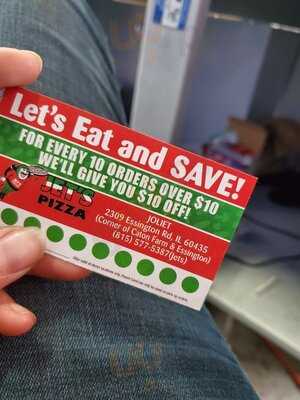 Let's Eat and SAVE!
FOR EVERY 10 ORDERS OVER $10
WE'LL GIVE YOU $10 OFF!
JET'S
PIZZA
JOLIET
2309 Essington Rd, IL 60435
(Corner of Caton Farm & Essington)
(815) 577-5387(jets)